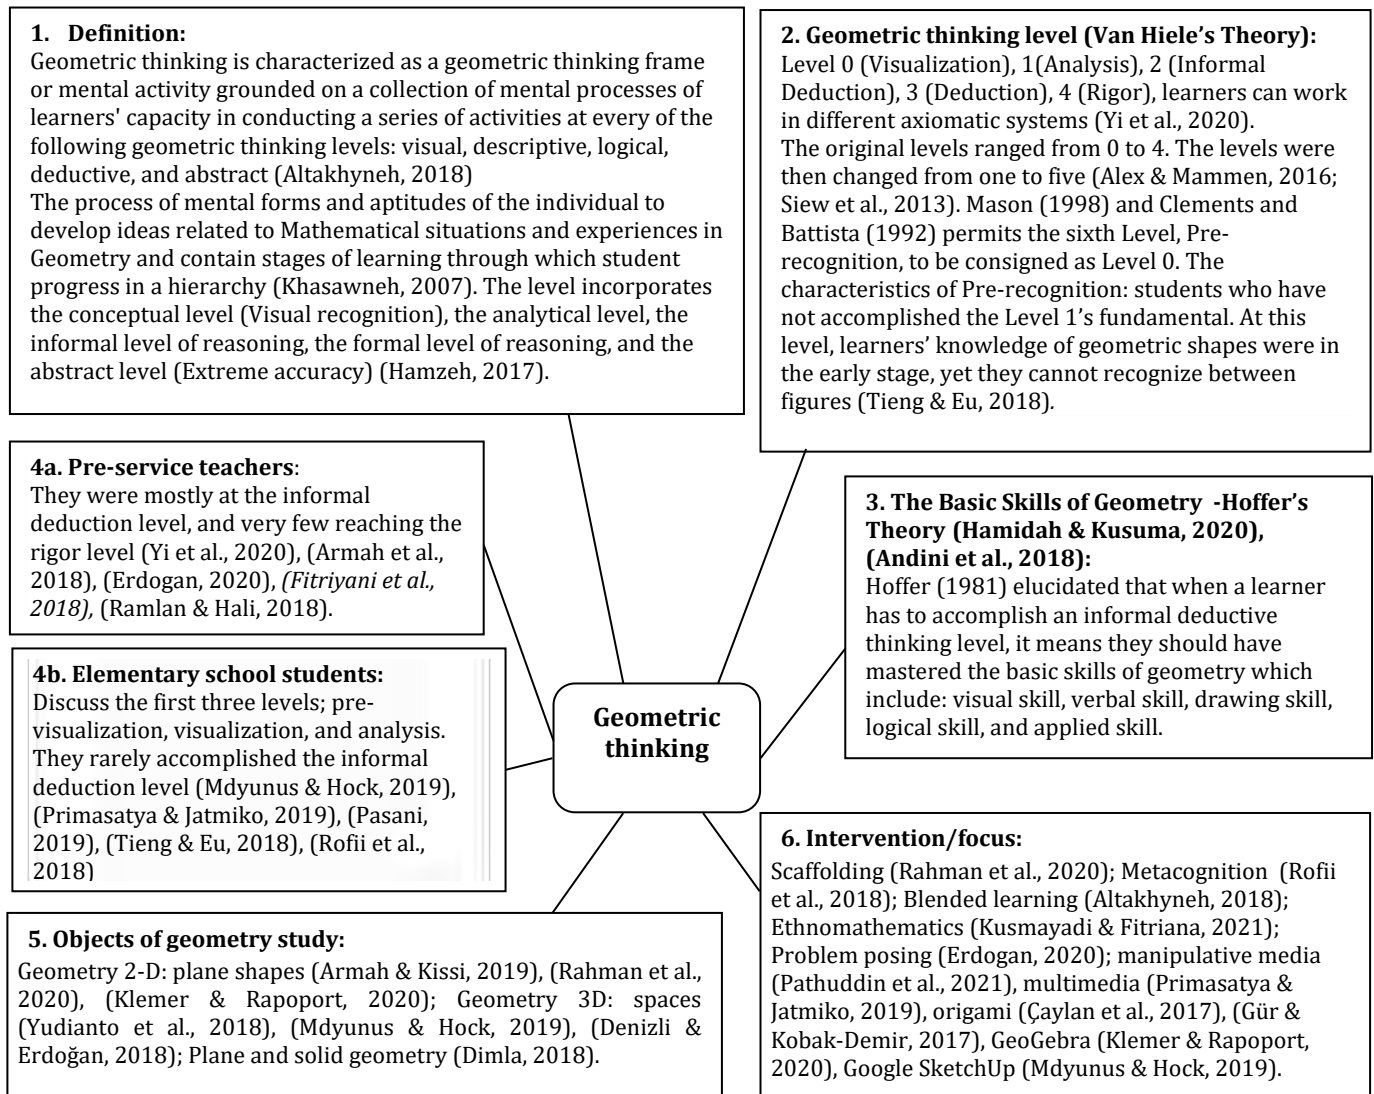 1. Definition:
Geometric thinking is characterized as a geometric thinking frame
or mental activity grounded on a collection of mental processes of
learners' capacity in conducting a series of activities at every of the
following geometric thinking levels: visual, descriptive, logical,
deductive, and abstract (Altakhyneh, 2018)
The process of mental forms and aptitudes of the individual to
develop ideas related to Mathematical situations and experiences in
Geometry and contain stages of learning through which student
progress in a hierarchy (Khasawneh, 2007). The level incorporates
the conceptual level (Visual recognition), the analytical level, the
informal level of reasoning, the formal level of reasoning, and the
abstract level (Extreme accuracy) (Hamzeh, 2017).
2. Geometric thinking level (Van Hiele's Theory):
Level 0 (Visualization), 1(Analysis), 2 (Informal
Deduction), 3 (Deduction), 4 (Rigor), learners can work
in different axiomatic systems (Yi et al., 2020).
The original levels ranged from 0 to 4. The levels were
then changed from one to five (Alex & Mammen, 2016;
Siew et al., 2013). Mason (1998) and Clements and
Battista (1992) permits the sixth Level, Pre-
recognition, to be consigned as Level 0. The
characteristics of Pre-recognition: students who have
not accomplished the Level 1's fundamental. At this
level, learners' knowledge of geometric shapes were in
the early stage, yet they cannot recognize between
figures (Tieng & Eu, 2018).
4a. Pre-service teachers:
They were mostly at the informal
deduction level, and very few reaching the
rigor level (Yi et al., 2020), (Armah et al.,
2018), (Erdogan, 2020), (Fitriyani et al.,
2018), (Ramlan & Hali, 2018).
3. The Basic Skills of Geometry -Hoffer's
Theory (Hamidah & Kusuma, 2020),
(Andini et al., 2018):
Hoffer (1981) elucidated that when a learner
has to accomplish an informal deductive
thinking level, it means they should have
mastered the basic skills of geometry which
include: visual skill, verbal skill, drawing skill,
logical skill, and applied skill.
4b. Elementary school students:
Discuss the first three levels; pre-
visualization, visualization, and analysis.
They rarely accomplished the informal
deduction level (Mdyunus & Hock, 2019),
(Primasatya & Jatmiko, 2019), (Pasani,
2019), (Tieng & Eu, 2018), (Rofii et al.,
2018)
Geometric
thinking
5. Objects of geometry study:
Geometry 2-D: plane shapes (Armah & Kissi, 2019), (Rahman et al.,
2020), (Klemer & Rapoport, 2020); Geometry 3D: spaces
(Yudianto et al., 2018), (Mdyunus & Hock, 2019), (Denizli &
Erdoğan, 2018); Plane and solid geometry (Dimla, 2018).
6. Intervention/focus:
Scaffolding (Rahman et al., 2020); Metacognition (Rofii
et al., 2018); Blended learning (Altakhyneh, 2018);
Ethnomathematics (Kusmayadi & Fitriana, 2021);
Problem posing (Erdogan, 2020); manipulative media
(Pathuddin et al., 2021), multimedia (Primasatya &
Jatmiko, 2019), origami (Çaylan et al., 2017), (Gür &
Kobak-Demir, 2017), GeoGebra (Klemer & Rapoport,
2020), Google SketchUp (Mdyunus & Hock, 2019).